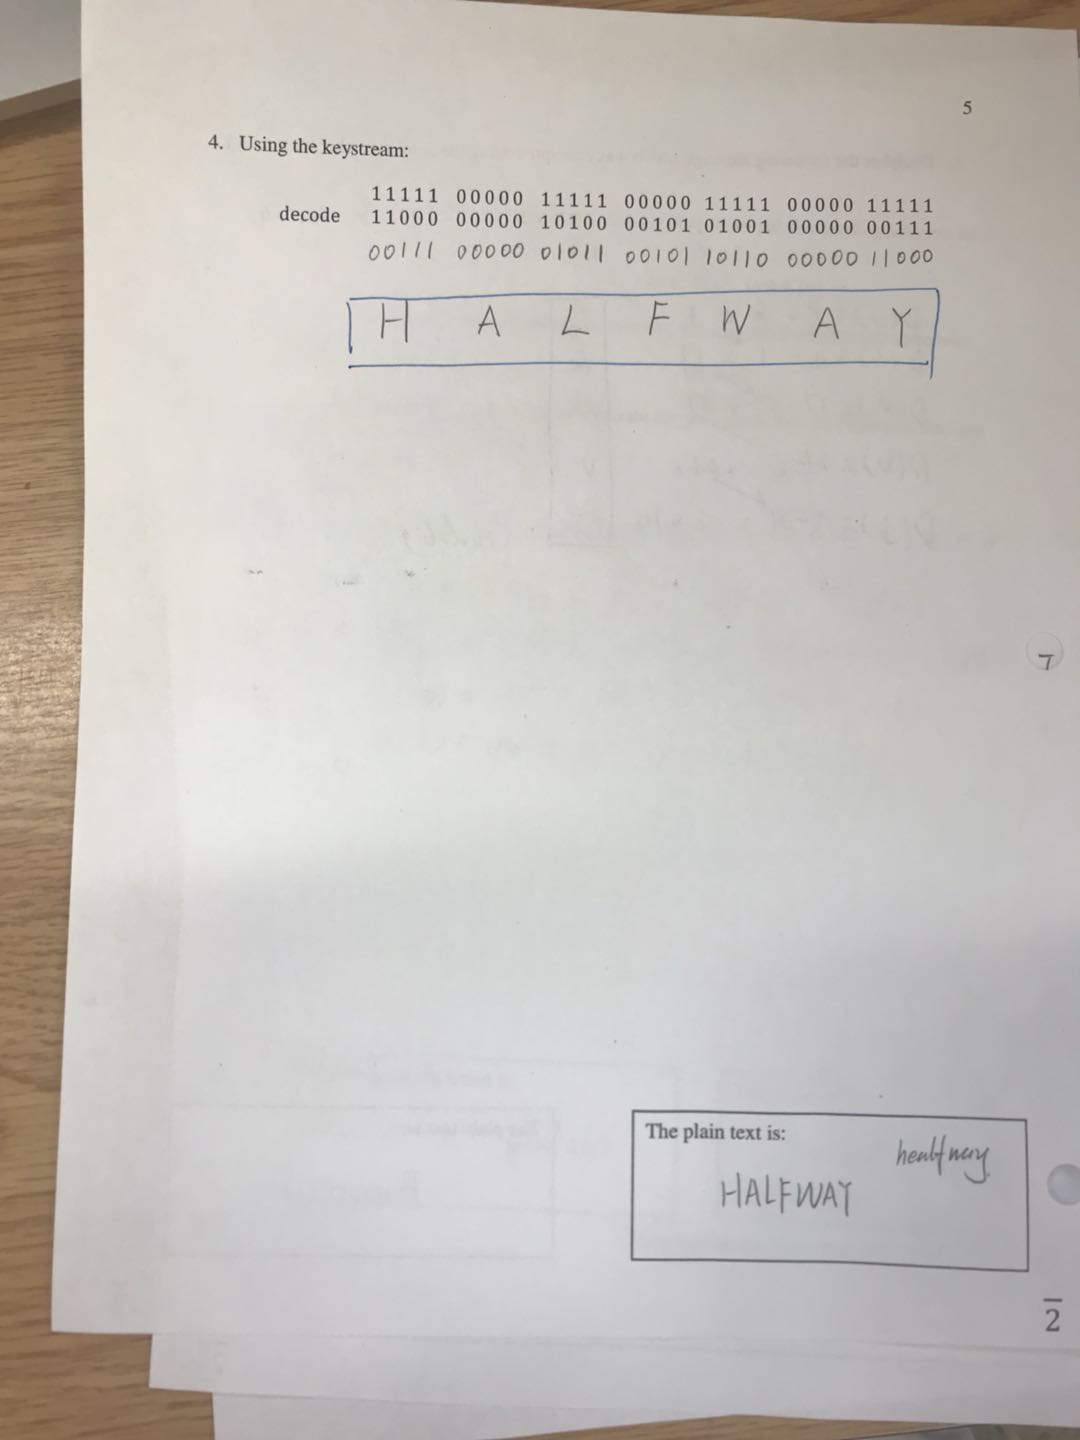 5
4. Using the keystream:
11111 00000 11111 00000 11111 00000 11111
decode 11000 00000 10100 00101 01001 00000 00111
00111 00000 01011 00101 10110 00000 11000
H A L F W A Y
7
The plain text is:
HALFWAY
2